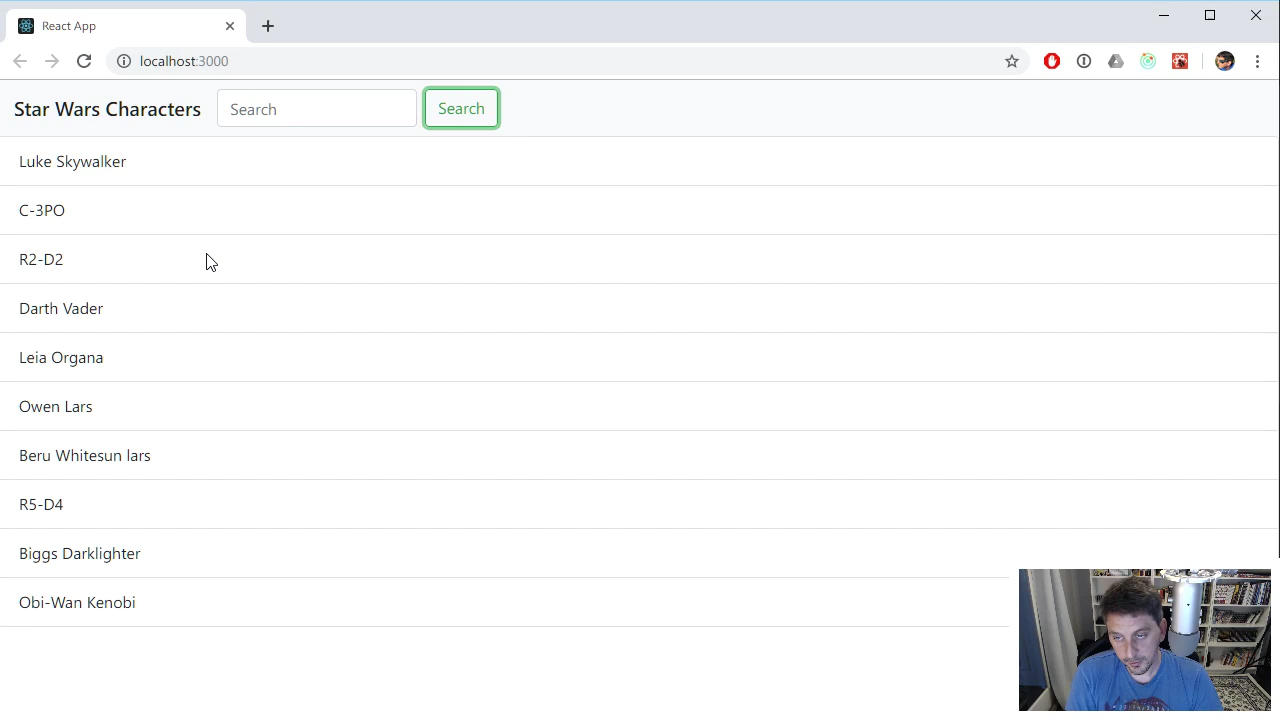 React App
localhost:3000
Star Wars Characters Search Search
Luke Skywalker
C-3PO
R2-D2
Darth Vader
Leia Organa
Owen Lars
Beru Whitesun lars
R5-D4
Biggs Darklighter
Obi-Wan Kenobi